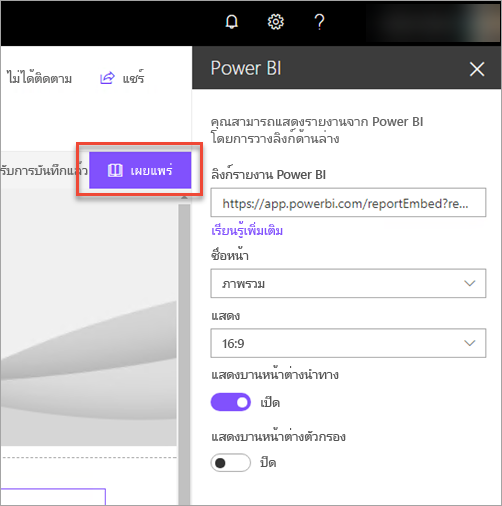 ?
ไม่ได้ติดตาม
แชร์
รับการบันทึกแล้ว
เผยแพร่
Power BI
คุณสามารถแสดงรายงานจาก Power BI
โดยการวางลิงก์ด้านล่าง
ลิงก์รายงาน Power BI
https://app.powerbi.com/reportEmbed?re...
เรียนรู้เพิ่มเติม
ชื่อหน้า
ภาพรวม
แสดง
16:9
แสดงบานหน้าต่างนำทาง
เปิด
แสดงบานหน้าต่างตัวกรอง
ปิด